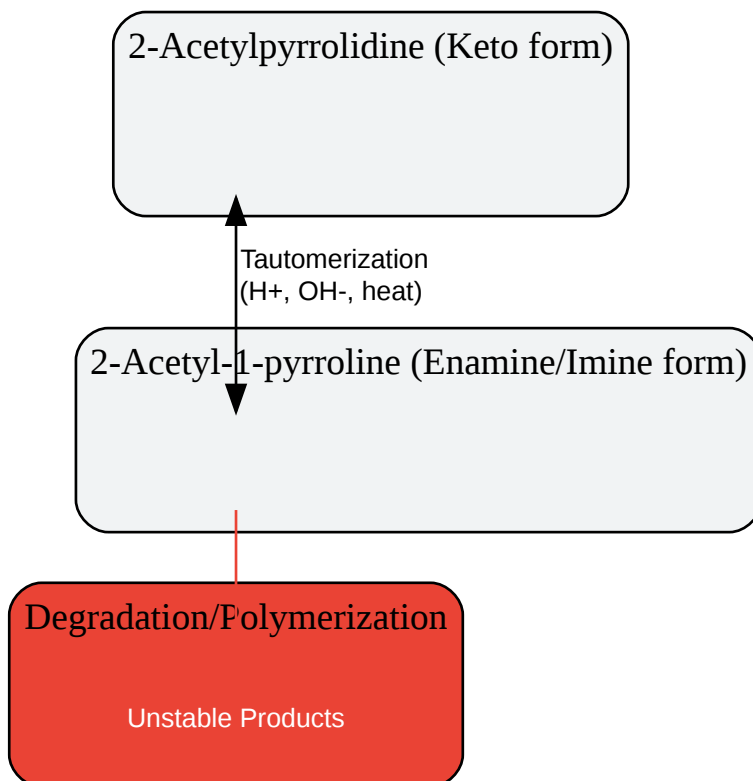 2-Acetylpyrrolidine (Keto form)
Tautomerization
(H+, OH-, heat)
2-Acetyl-1-pyrroline (Enamine/Imine form)
Degradation/Polymerization
Unstable Products